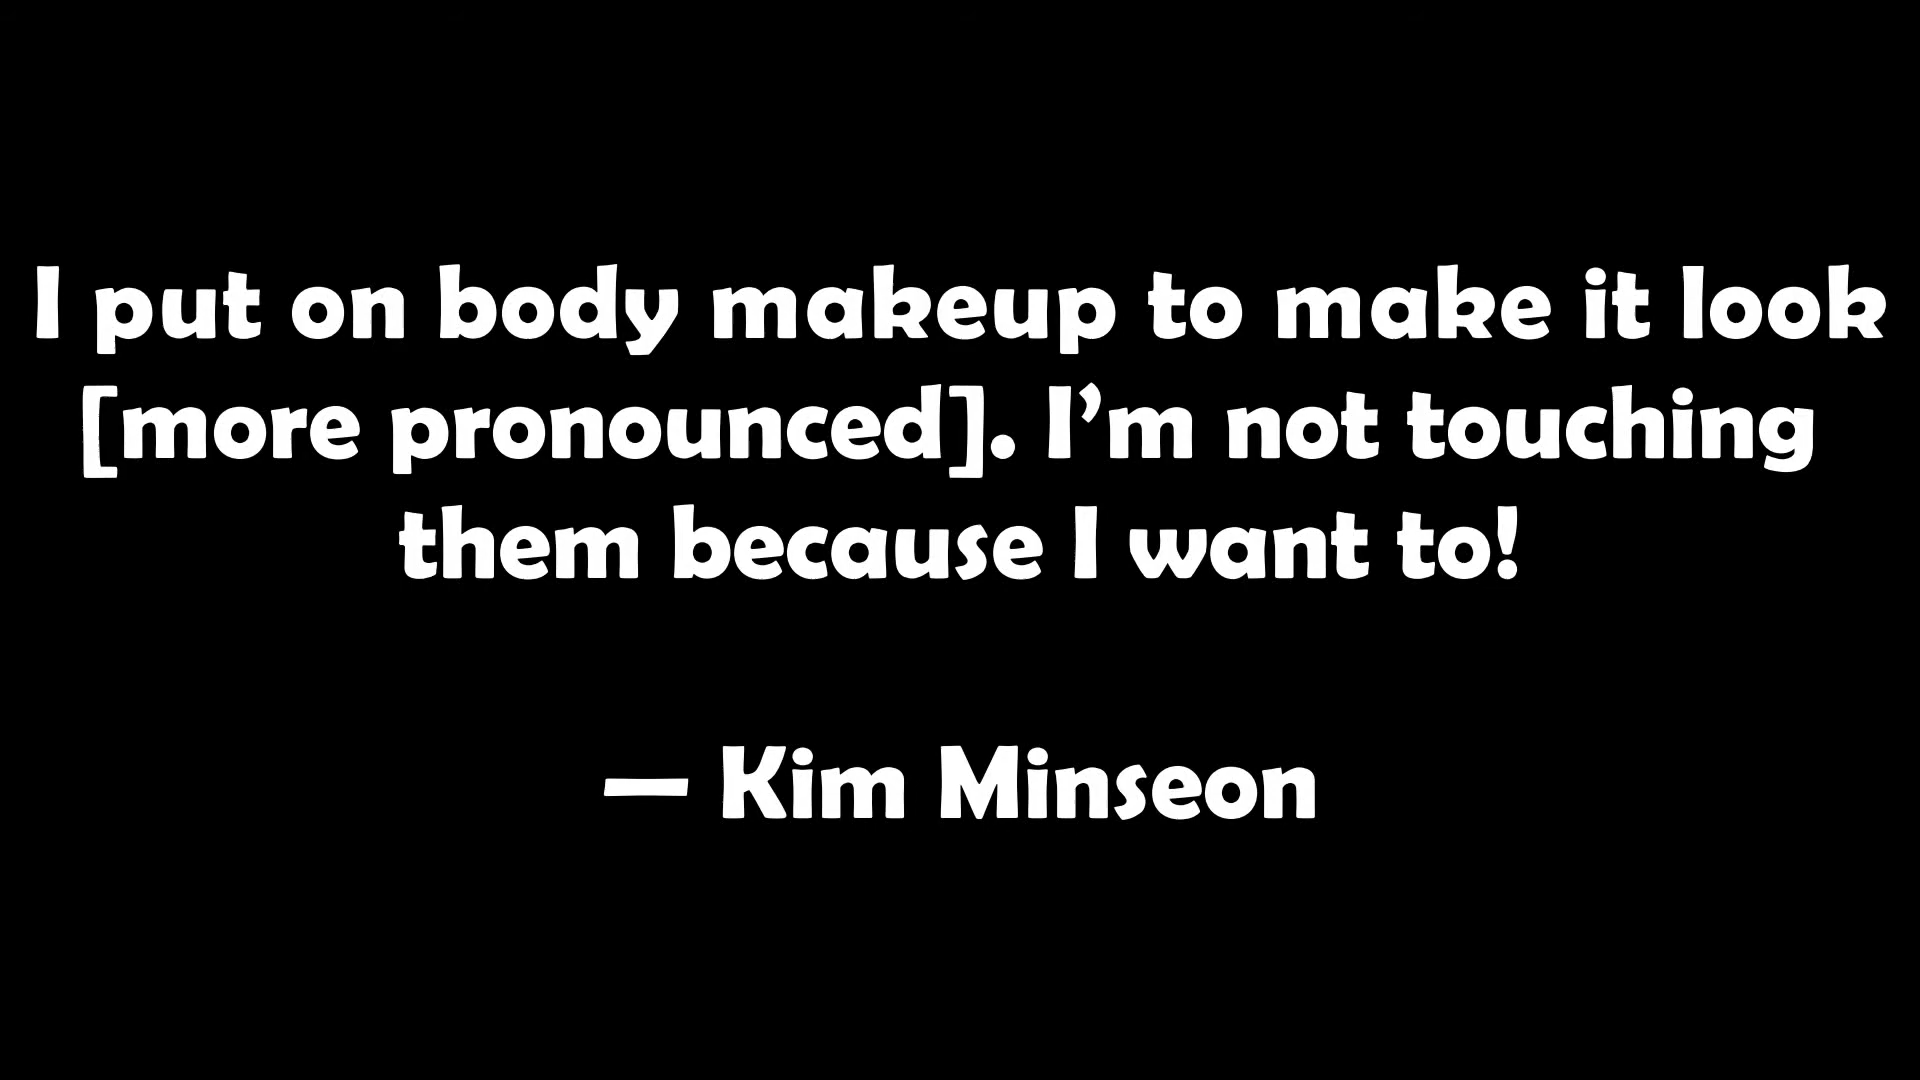 I put on body makeup to make it look
[more pronounced]. I’m not touching
them because I want to!
— Kim Minseon